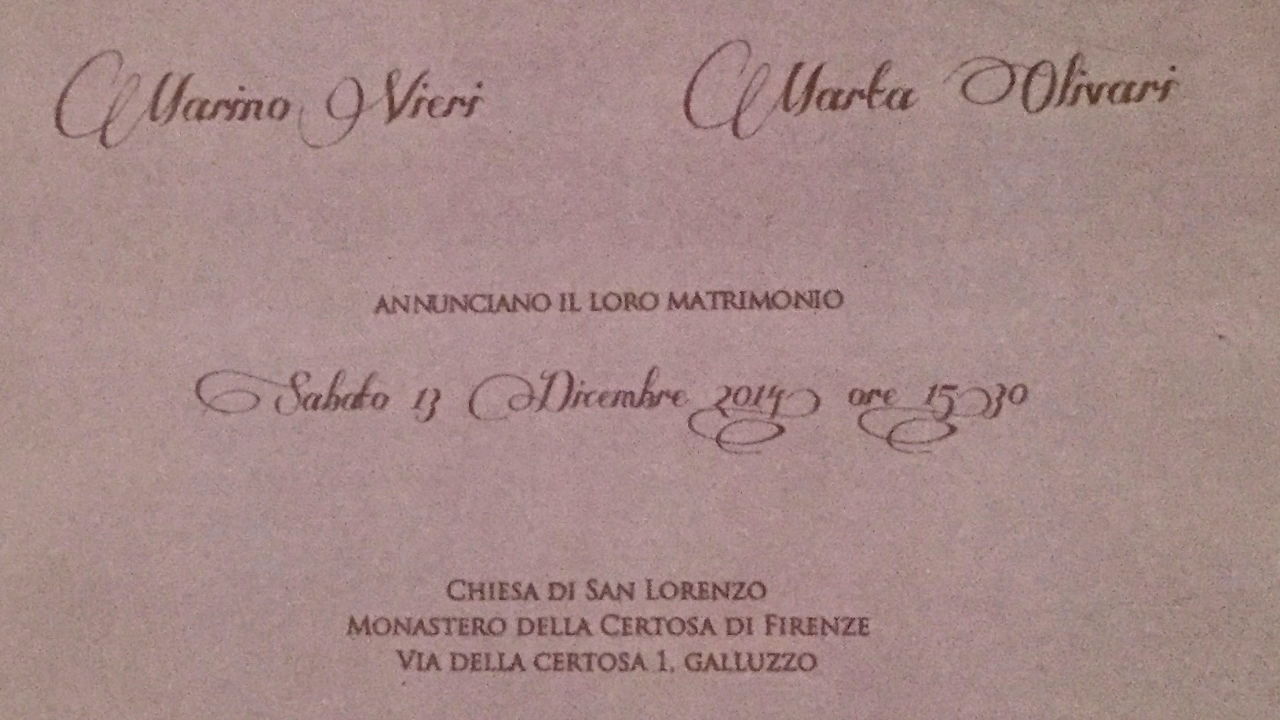 Marino Vieri Marta Olivari
ANNUNCIANO IL LORO MATRIMONIO
Sabato 13 Dicembre 2014 ore 15 30
CHIESA DI SAN LORENZO
MONASTERO DELLA CERTOSA DI FIRENZE
VIA DELLA CERTOSA 1, GALLUZZO